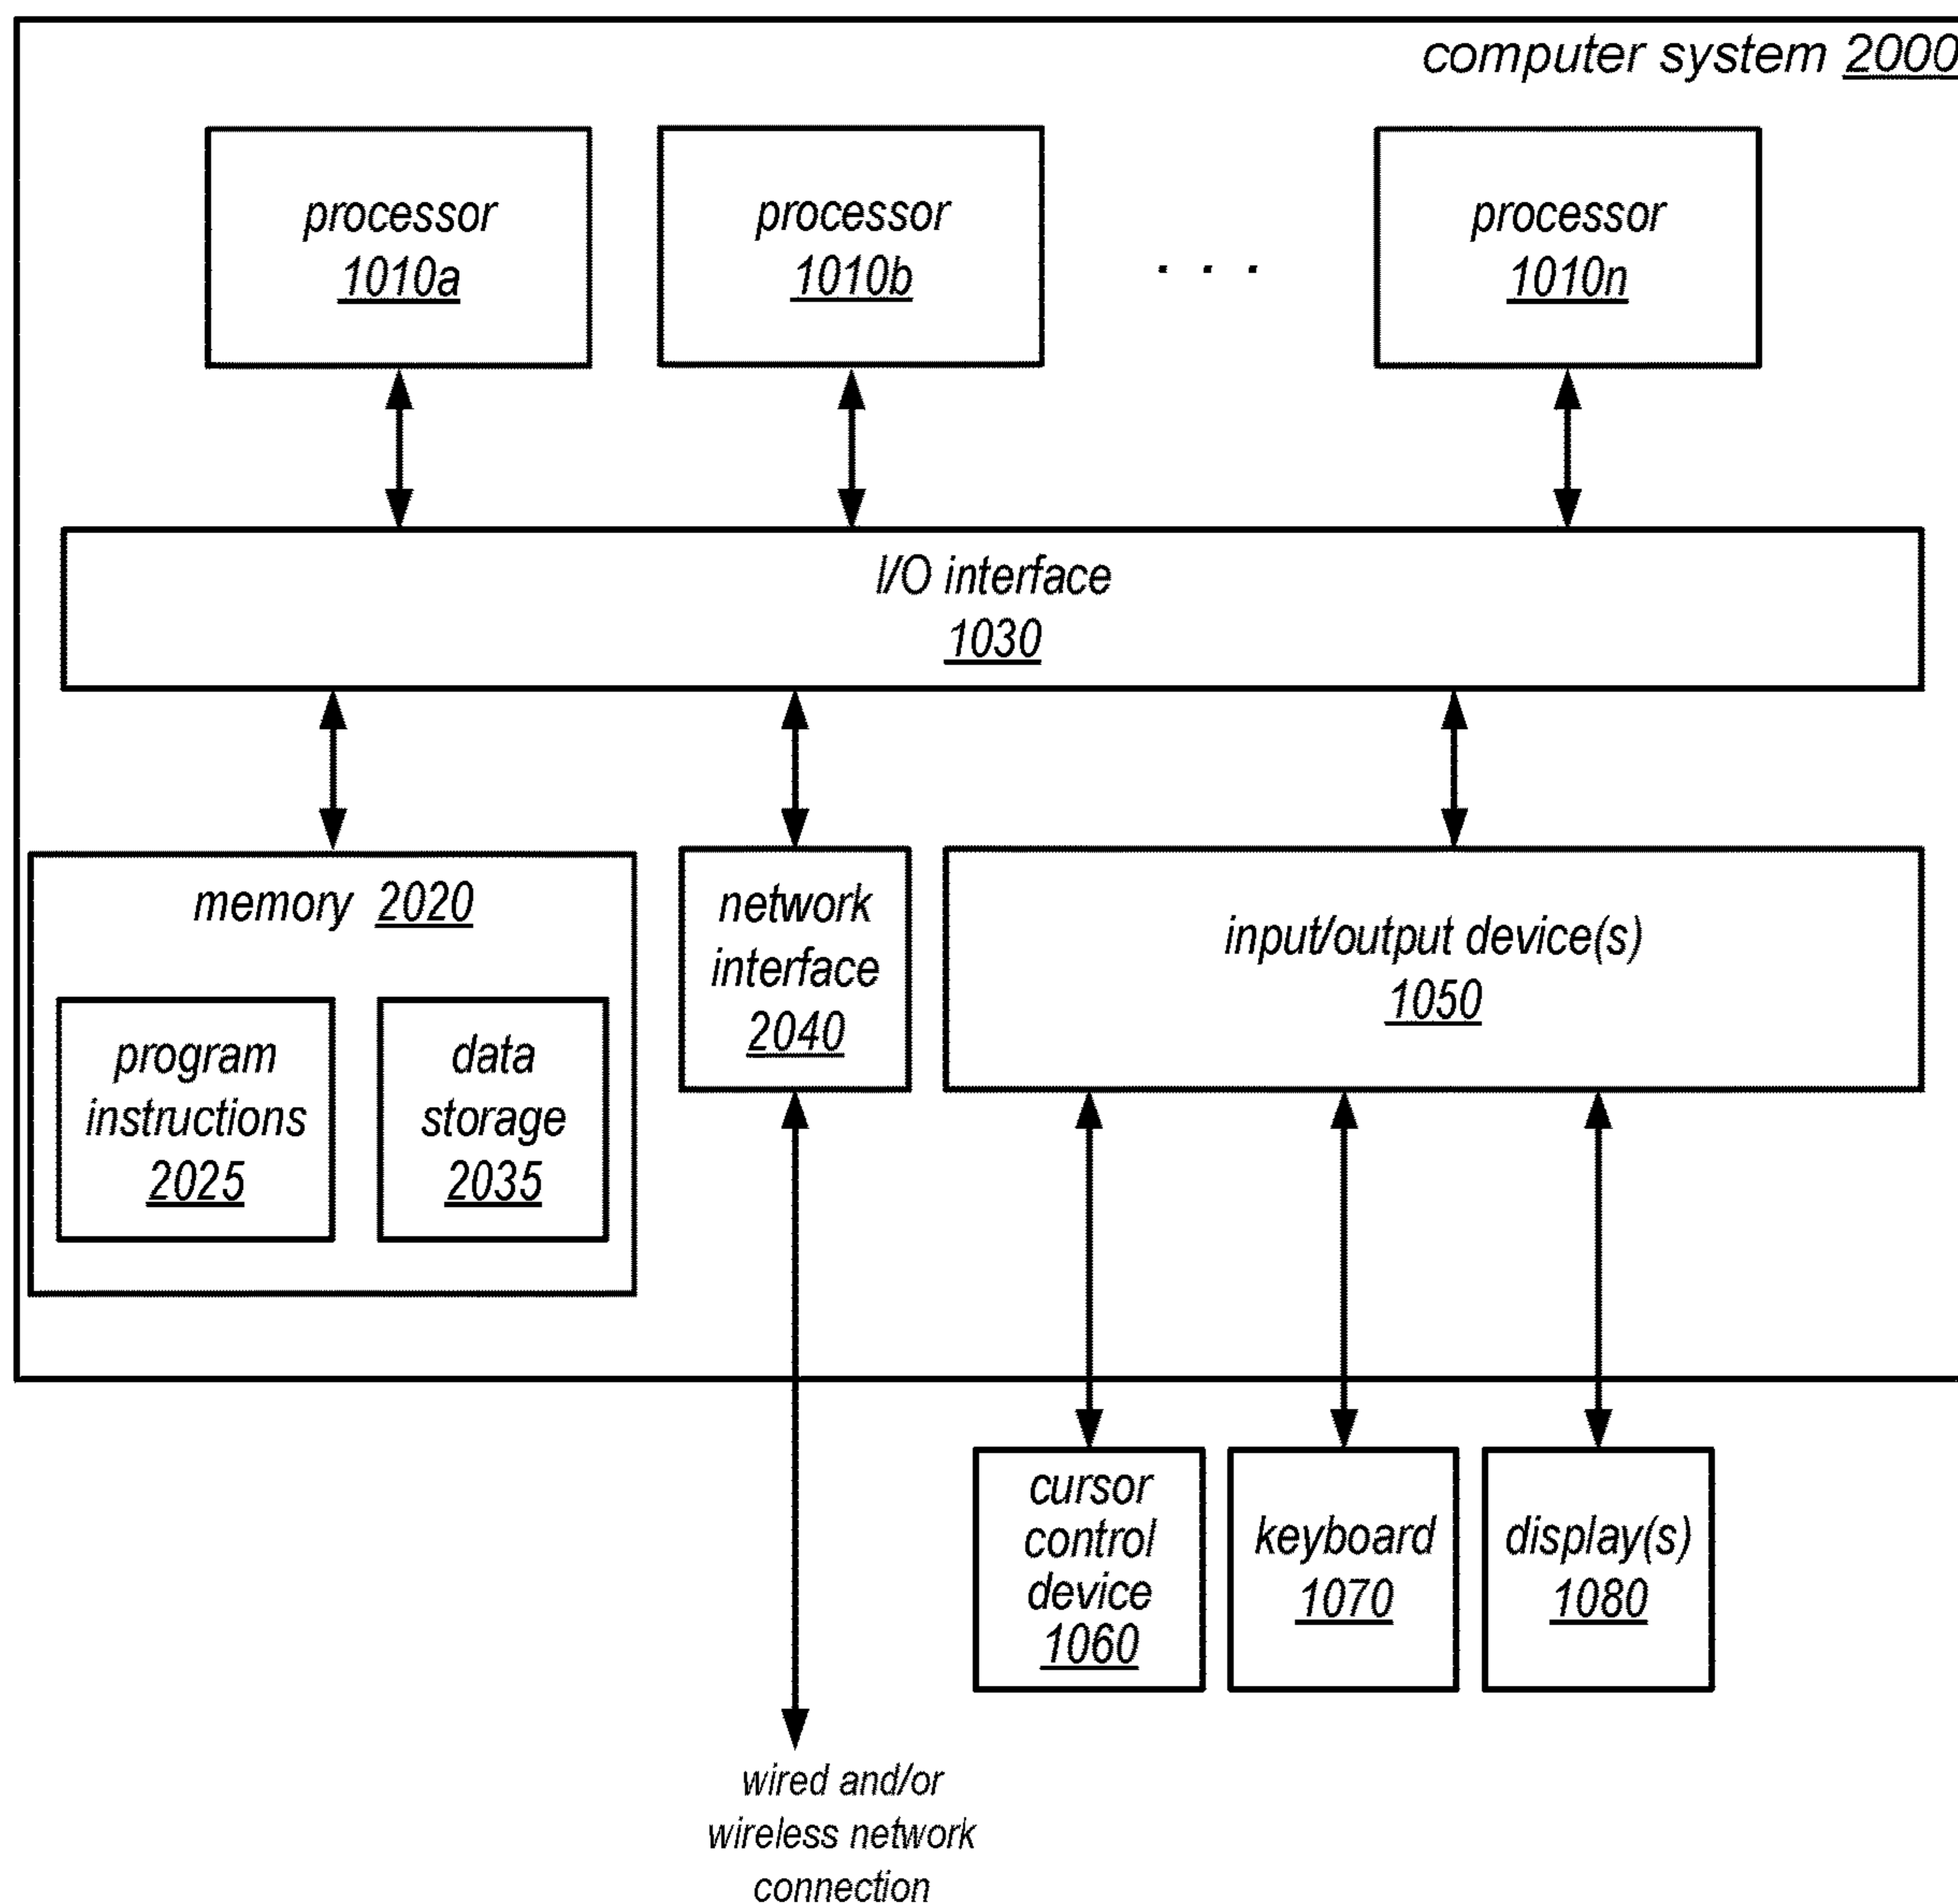 computer system 2000
processor
1010a
processor
1010b
. . .
processor
1010n
I/O interface
1030
memory 2020
program
instructions
2025
data
storage
2035
network
interface
2040
input/output device(s)
1050
cursor
control
device
1060
keyboard
1070
display(s)
1080
wired and/or
wireless network
connection